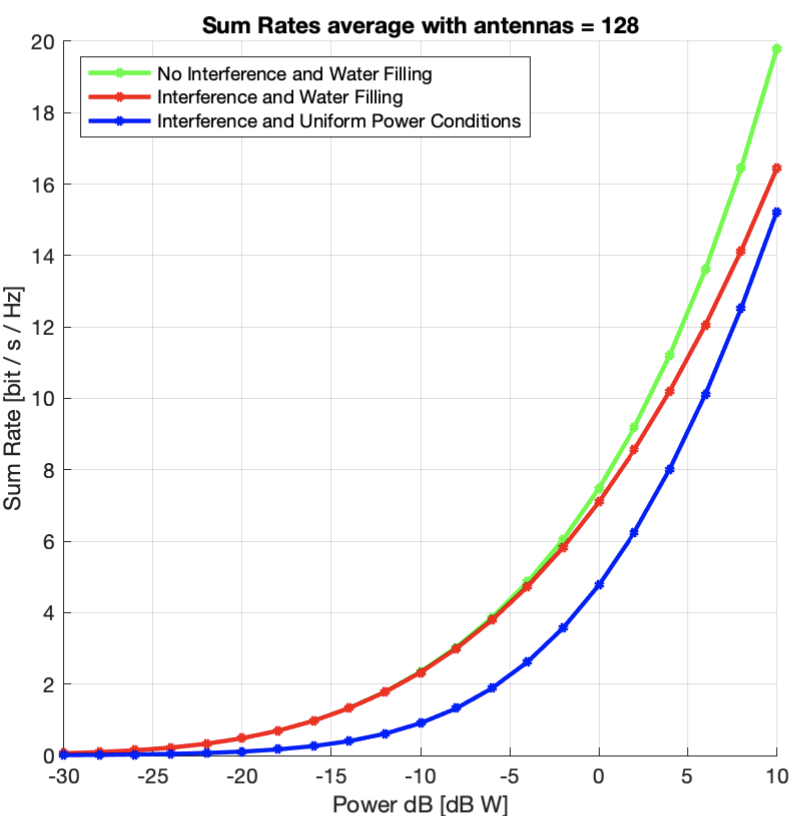 Sum Rates average with antennas = 128
No Interference and Water Filling
Interference and Water Filling
Interference and Uniform Power Conditions
Sum Rate [bit / s / Hz]
20
18
16
14
12
10
8
6
4
2
0
-30 -25 -20 -15 -10 -5 0 5 10
Power dB [dB W]